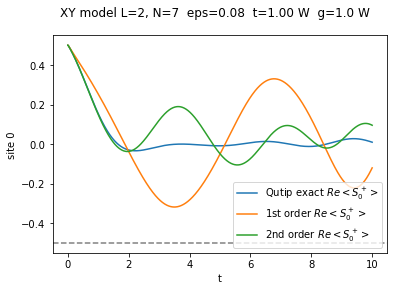 XY model L=2, N=7  eps=0.08  t=1.00 W  g=1.0 W
site 0
0.4
0.2
0.0
−0.2
−0.4
Qutip exact Re<S_0^+>
1st order Re<S_0^+>
2nd order Re<S_0^+>
0 2 4 6 8 10
t